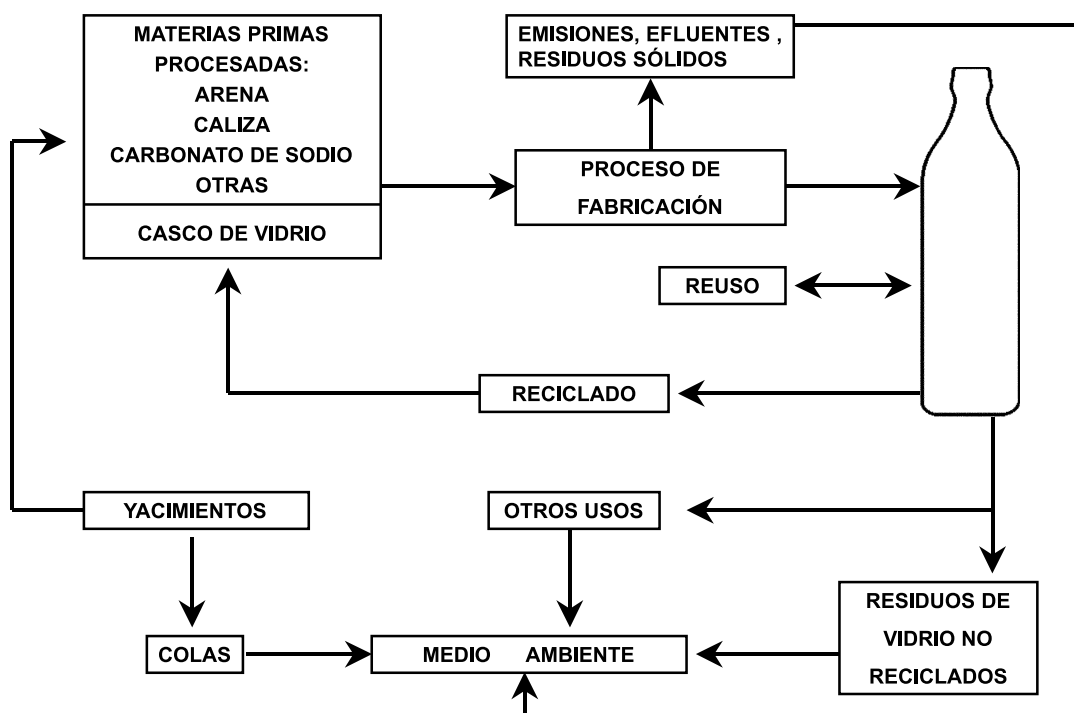 MATERIAS PRIMAS
PROCESADAS:
ARENA
CALIZA
CARBONATO DE SODIO
OTRAS
CASCO DE VIDRIO
EMISIONES, EFLUENTES ,
RESIDUOS SÓLIDOS
PROCESO DE
FABRICACIÓN
REUSO
RECICLADO
YACIMIENTOS
OTROS USOS
COLAS
MEDIO AMBIENTE
RESIDUOS DE
VIDRIO NO
RECICLADOS